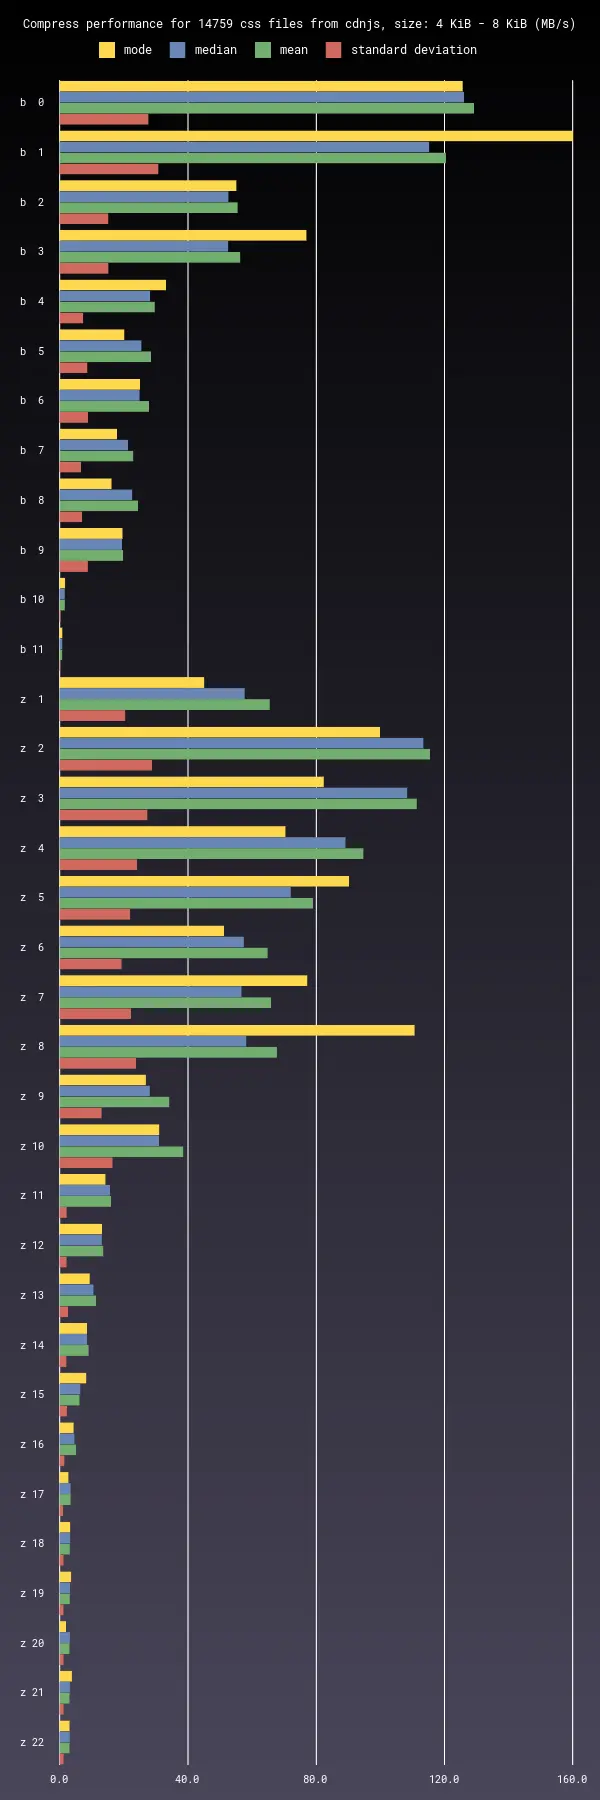 Compress performance for 14759 css files from cdnjs, size: 4 KiB - 8 KiB (MB/s)
mode median mean standard deviation
b 0
b 1
b 2
b 3
b 4
b 5
b 6
b 7
b 8
b 9
b 10
b 11
z 1
z 2
z 3
z 4
z 5
z 6
z 7
z 8
z 9
z 10
z 11
z 12
z 13
z 14
z 15
z 16
z 17
z 18
z 19
z 20
z 21
z 22
0.0 40.0 80.0 120.0 160.0